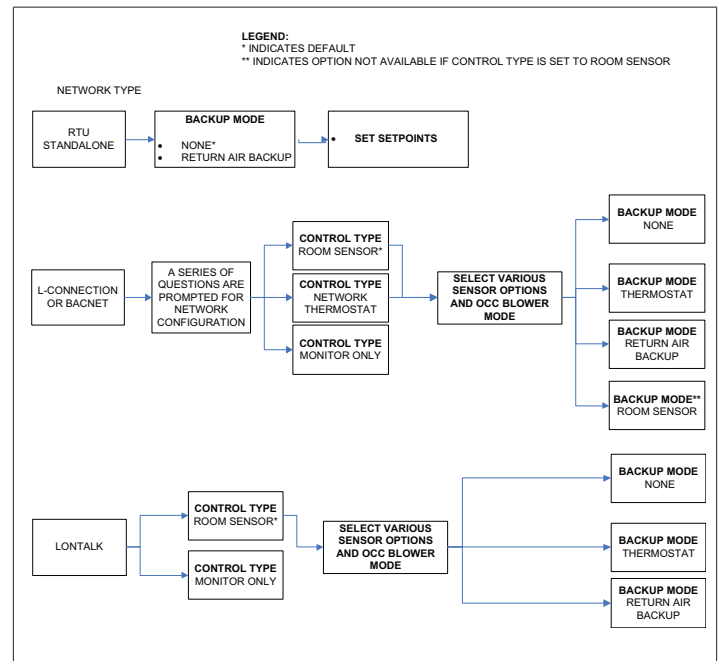 LEGEND:
* INDICATES DEFAULT
** INDICATES OPTION NOT AVAILABLE IF CONTROL TYPE IS SET TO ROOM SENSOR
NETWORK TYPE
RTU
STANDALONE
BACKUP MODE
• NONE*
• RETURN AIR BACKUP
• SET SETPOINTS
L-CONNECTION
OR BACNET
A SERIES OF
QUESTIONS ARE
PROMPTED FOR
NETWORK
CONFIGURATION
CONTROL TYPE
ROOM SENSOR*
CONTROL TYPE
NETWORK
THERMOSTAT
CONTROL TYPE
MONITOR ONLY
SELECT VARIOUS
SENSOR OPTIONS
AND OCC BLOWER
MODE
BACKUP MODE
NONE
BACKUP MODE
THERMOSTAT
BACKUP MODE
RETURN AIR
BACKUP
BACKUP MODE**
ROOM SENSOR
LONTALK
CONTROL TYPE
ROOM SENSOR*
CONTROL TYPE
MONITOR ONLY
SELECT VARIOUS
SENSOR OPTIONS
AND OCC BLOWER
MODE
BACKUP MODE
NONE
BACKUP MODE
THERMOSTAT
BACKUP MODE
RETURN AIR
BACKUP